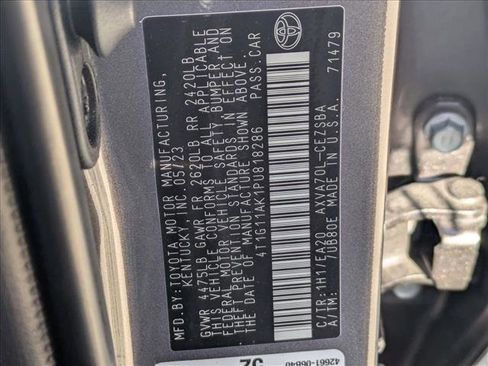 MFD.BY:TOYOTA MOTOR MANUFACTURING,
KENTUCKY, INC. 05/23
GVWR 4475LB GAWR FR 2620LB RR 2420LB
THIS VEHICLE CONFORMS TO ALL APPLICABLE
FEDERAL MOTOR VEHICLE SAFETY, BUMPER AND
THEFT PREVENTION STANDARDS IN EFFECT ON
THE DATE OF MANUFACTURE SHOWN ABOVE.
4T1G11AK1PU818286 PASS.CAR
TOYOTA
C/TR:1H1/EA20 AXVA70L-CEZSBA
A/TM: 7UB80E MADE IN U.S.A. 71479
42661-06B40